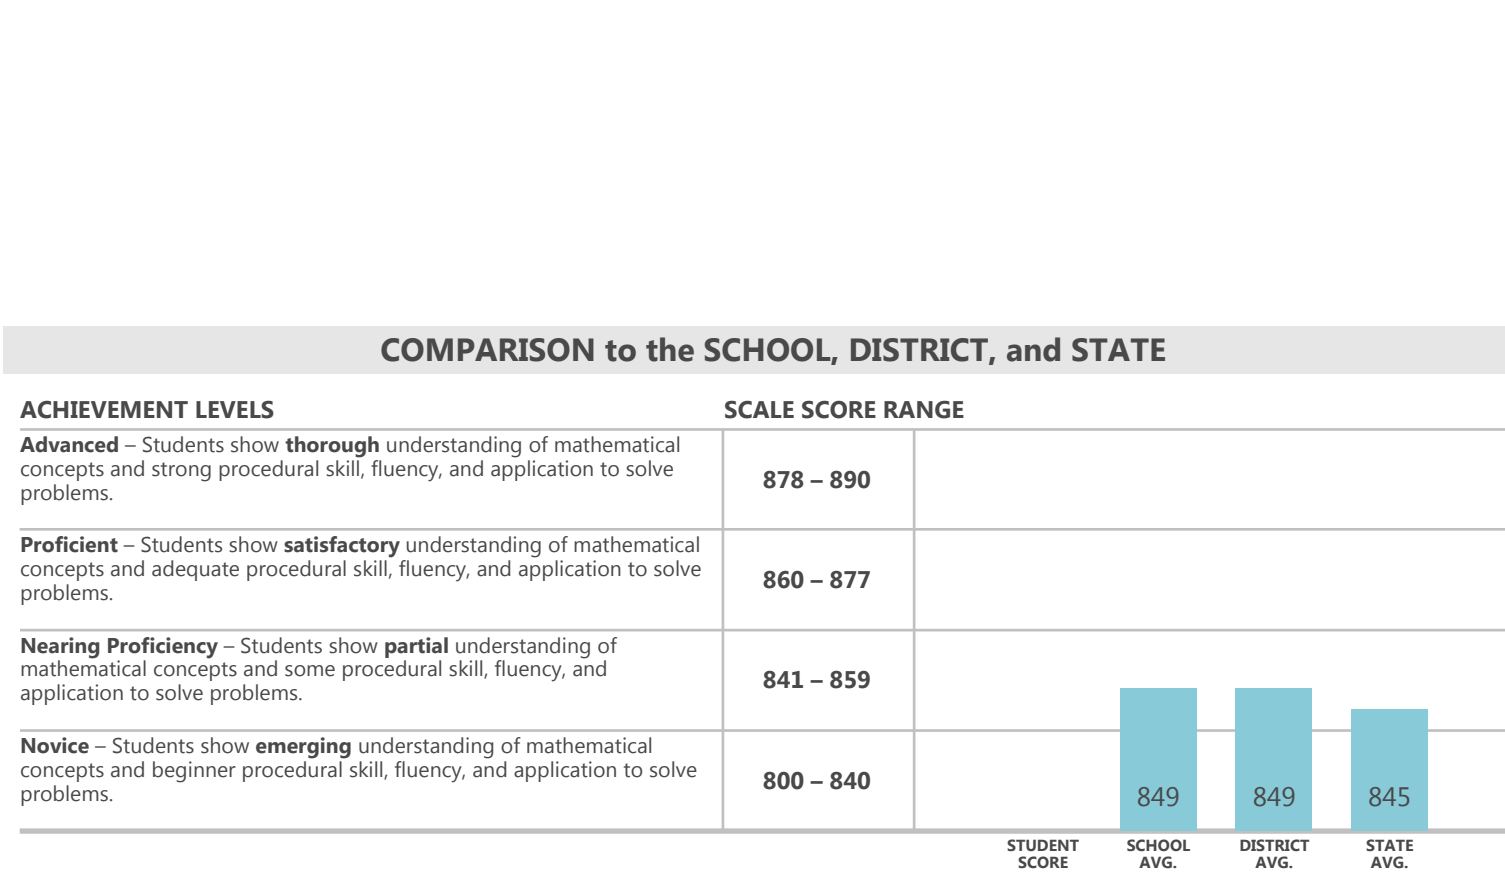 COMPARISON to the SCHOOL, DISTRICT, and STATE
ACHIEVEMENT LEVELS
SCALE SCORE RANGE
Advanced – Students show thorough understanding of mathematical
concepts and strong procedural skill, fluency, and application to solve
problems.
878 – 890
Proficient – Students show satisfactory understanding of mathematical
concepts and adequate procedural skill, fluency, and application to solve
problems.
860 – 877
Nearing Proficiency – Students show partial understanding of
mathematical concepts and some procedural skill, fluency, and
application to solve problems.
841 – 859
Novice – Students show emerging understanding of mathematical
concepts and beginner procedural skill, fluency, and application to solve
problems.
800 – 840
849
849
845
STUDENT
SCORE
SCHOOL
AVG.
DISTRICT
AVG.
STATE
AVG.